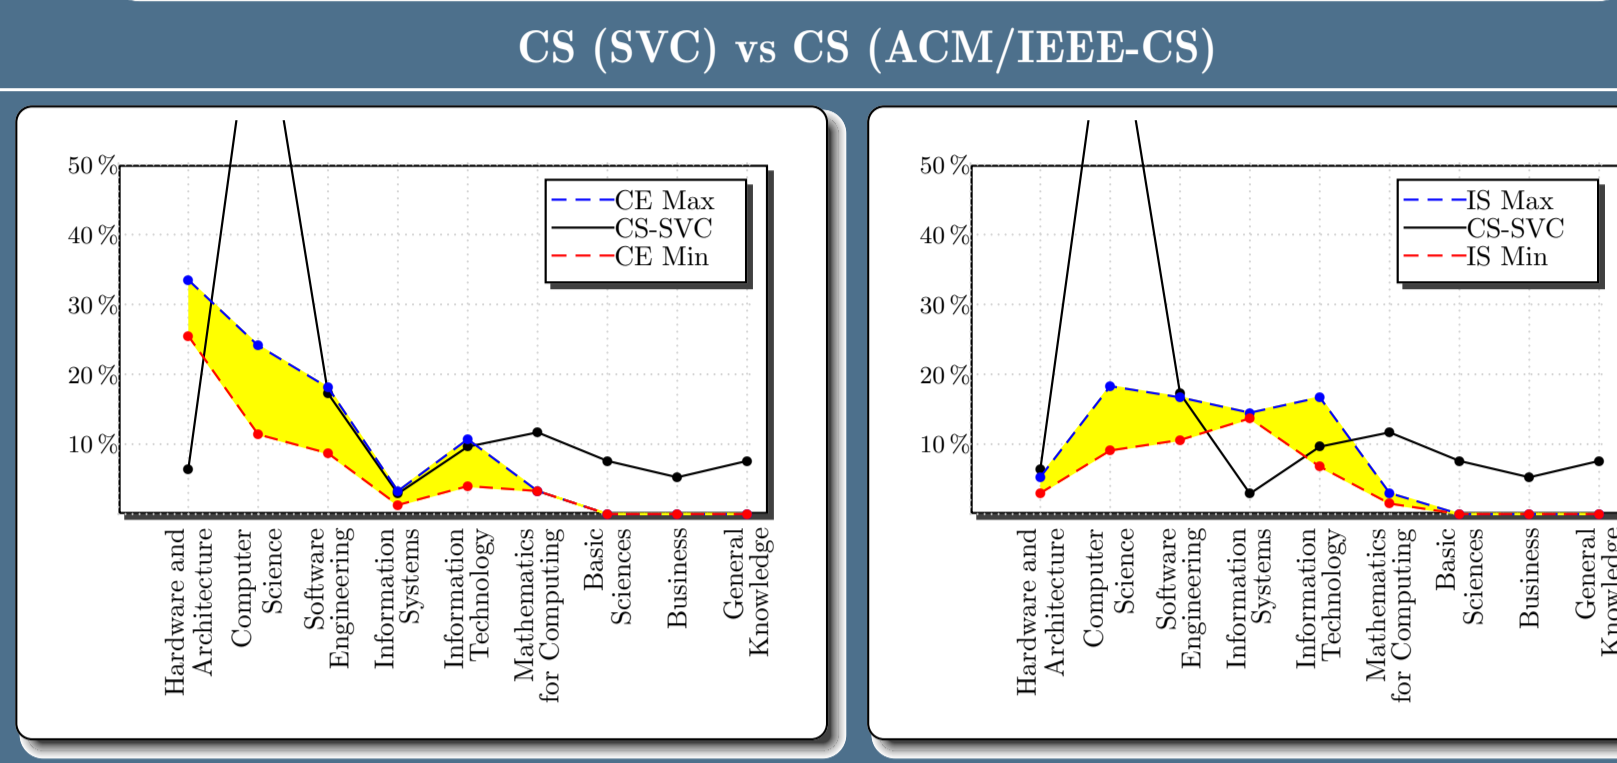 CS (SVC) vs CS (ACM/IEEE-CS)
50 %
40 %
30 %
20 %
10 %
CE Max
CS-SVC
CE Min
Hardware and
Architecture
Computer
Science
Software
Engineering
Information
Systems
Information
Technology
Mathematics
for Computing
Basic
Sciences
Business
General
Knowledge
50 %
40 %
30 %
20 %
10 %
IS Max
CS-SVC
IS Min
Hardware and
Architecture
Computer
Science
Software
Engineering
Information
Systems
Information
Technology
Mathematics
for Computing
Basic
Sciences
Business
General
Knowledge